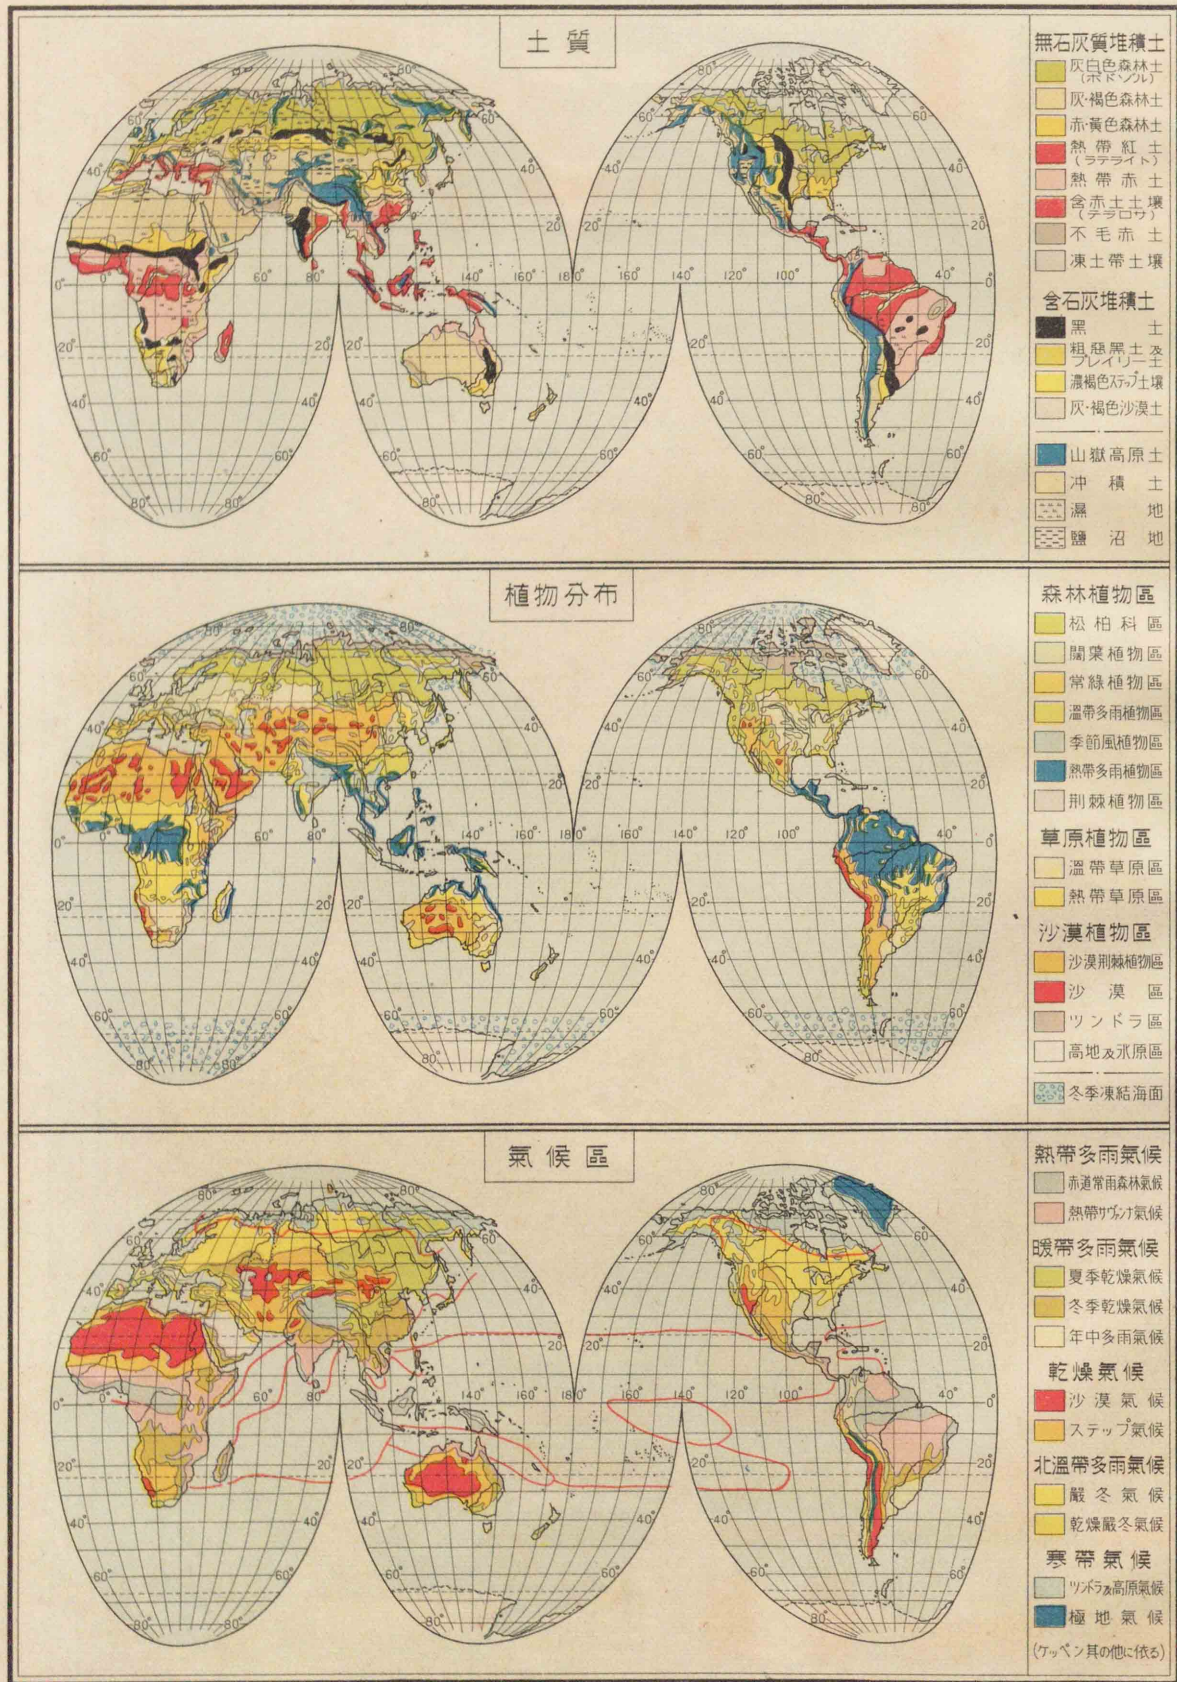 土質
無石灰質堆積土
灰白色森林土
(ポドゾル)
灰·褐色森林土
赤·黃色森林土
熱帶紅土
(ラテライト)
熱帶赤土
含赤土土壤
(テラロサ)
不毛赤土
凍土帶土壤
含石灰堆積土
黑土
粗惡黑土及
プレイリー土
濃褐色ステップ土壤
灰·褐色沙漠土
山嶽高原土
冲積土
濕地
鹽沼地
植物分布
森林植物區
松柏科區
闊葉植物區
常綠植物區
溫帶多雨植物區
季節風植物區
熱帶多雨植物區
荆棘植物區
草原植物區
溫帶草原區
熱帶草原區
沙漠植物區
沙漠荆棘植物區
沙漠區
ツンドラ區
高地及氷原區
冬季凍結海面
氣候區
熱帶多雨氣候
赤道常雨森林氣候
熱帶サヴァンナ氣候
暖帶多雨氣候
夏季乾燥氣候
冬季乾燥氣候
年中多雨氣候
乾燥氣候
沙漠氣候
ステップ氣候
北溫帶多雨氣候
嚴冬氣候
乾燥嚴冬氣候
寒帶氣候
ツンドラ及高原氣候
極地氣候
(ケッペン其の他に依る)